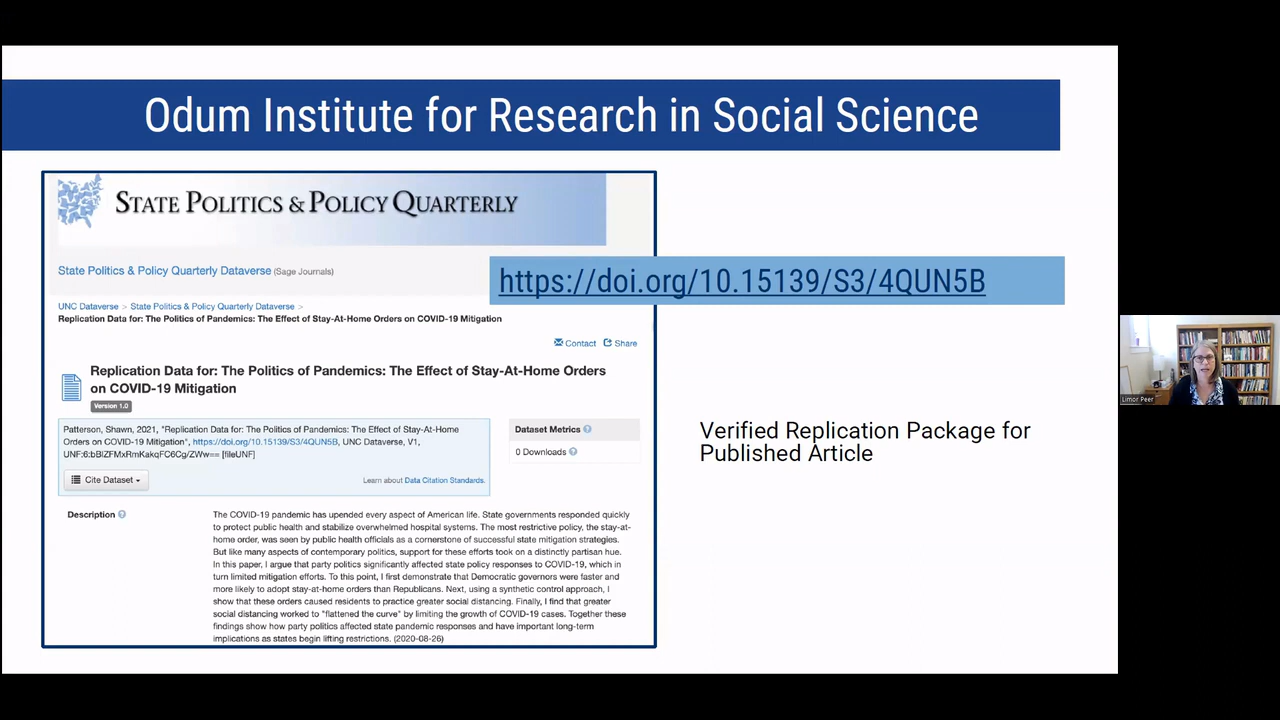 Odum Institute for Research in Social Science
STATE POLITICS & POLICY QUARTERLY
State Politics & Policy Quarterly Dataverse (Sage Journals)
https://doi.org/10.15139/S3/4QUN5B
UNC Dataverse > State Politics & Policy Quarterly Dataverse >
Replication Data for: The Politics of Pandemics: The Effect of Stay-At-Home Orders on COVID-19 Mitigation
Contact Share
Replication Data for: The Politics of Pandemics: The Effect of Stay-At-Home Orders
on COVID-19 Mitigation
Version 1.0
Patterson, Shawn, 2021, "Replication Data for: The Politics of Pandemics: The Effect of Stay-At-Home
Orders on COVID-19 Mitigation", https://doi.org/10.15139/S3/4QUN5B, UNC Dataverse, V1,
UNF:6:bBIZFMxRmKakqFC6Cg/ZWw== [fileUNF]
Cite Dataset
Learn about Data Citation Standards.
Dataset Metrics
0 Downloads
Description
The COVID-19 pandemic has upended every aspect of American life. State governments responded quickly
to protect public health and stabilize overwhelmed hospital systems. The most restrictive policy, the stay-at-
home order, was seen by public health officials as a cornerstone of successful state mitigation strategies.
But like many aspects of contemporary politics, support for these efforts took on a distinctly partisan hue.
In this paper, I argue that party politics significantly affected state policy responses to COVID-19, which in
turn limited mitigation efforts. To this point, I first demonstrate that Democratic governors were faster and
more likely to adopt stay-at-home orders than Republicans. Next, using a synthetic control approach, I
show that these orders caused residents to practice greater social distancing. Finally, I find that greater
social distancing worked to "flattened the curve" by limiting the growth of COVID-19 cases. Together these
findings show how party politics affected state pandemic responses and have important long-term
implications as states begin lifting restrictions. (2020-08-26)
Verified Replication Package for
Published Article
Limor Peer